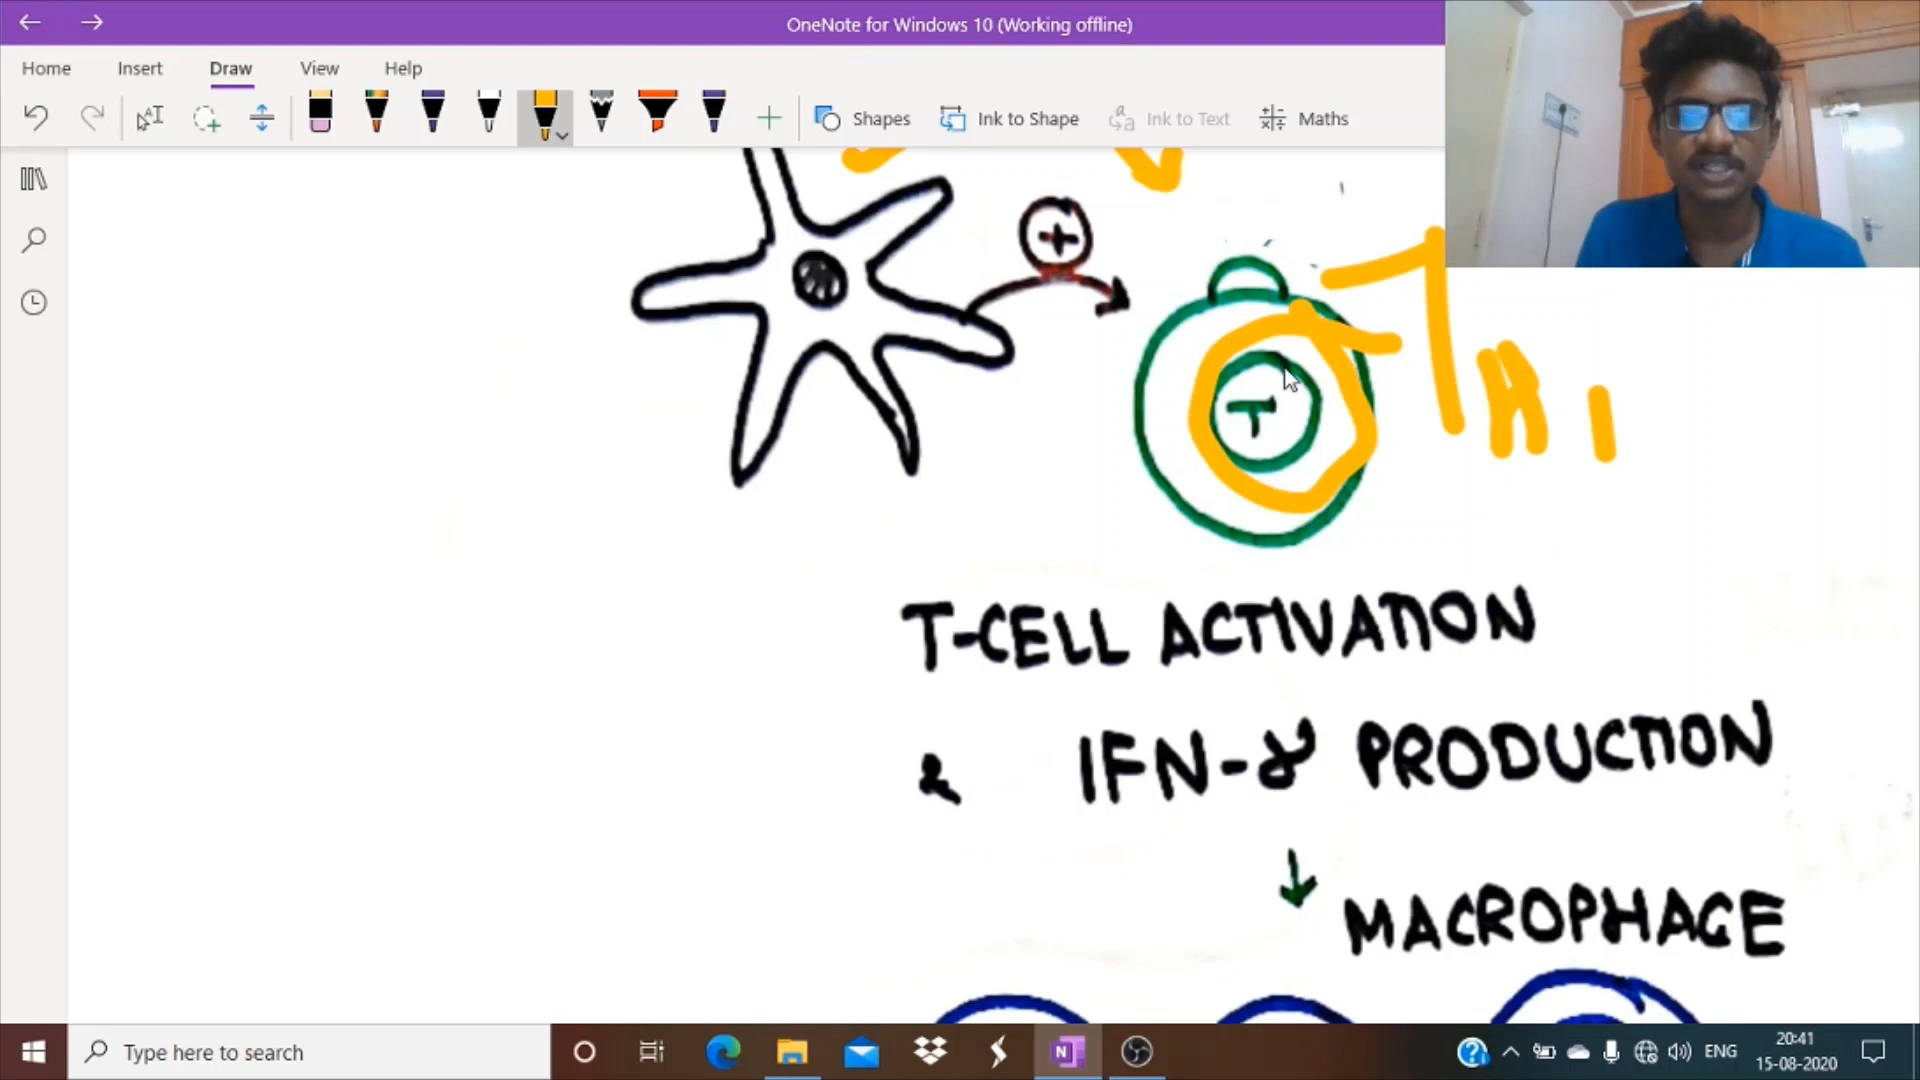 OneNote for Windows 10 (Working offline)
Home Insert Draw View Help
Shapes Ink to Shape Ink to Text Maths
+
T
TH1
T-CELL ACTIVATION
& IFN-γ PRODUCTION
↓ MACROPHAGE
Type here to search
ENG
20:41
15-08-2020